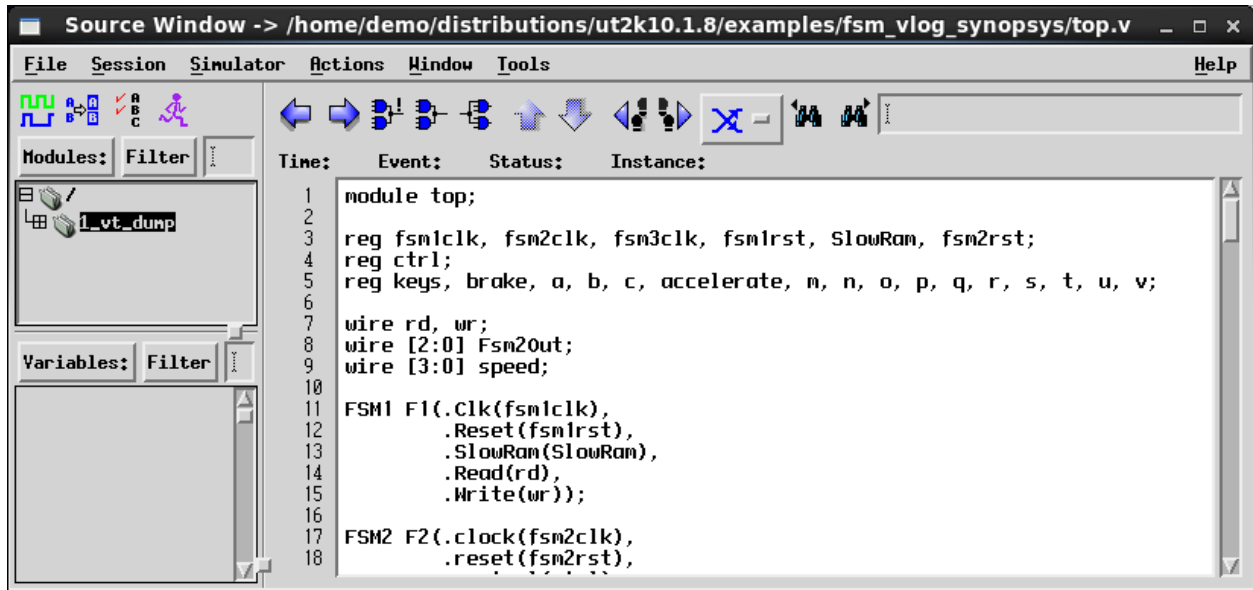 Source Window -> /home/demo/distributions/ut2k10.1.8/examples/fsm_vlog_synopsys/top.v
File Session Simulator Actions Window Tools Help
Modules: Filter
Time: Event: Status: Instance:
/
1_vt_dump
Variables: Filter
1 module top;
2
3 reg fsm1clk, fsm2clk, fsm3clk, fsm1rst, SlowRam, fsm2rst;
4 reg ctrl;
5 reg keys, brake, a, b, c, accelerate, m, n, o, p, q, r, s, t, u, v;
6
7 wire rd, wr;
8 wire [2:0] Fsm2Out;
9 wire [3:0] speed;
10
11 FSM1 F1(.Clk(fsm1clk),
12 .Reset(fsm1rst),
13 .SlowRam(SlowRam),
14 .Read(rd),
15 .Write(wr));
16
17 FSM2 F2(.clock(fsm2clk),
18 .reset(fsm2rst),